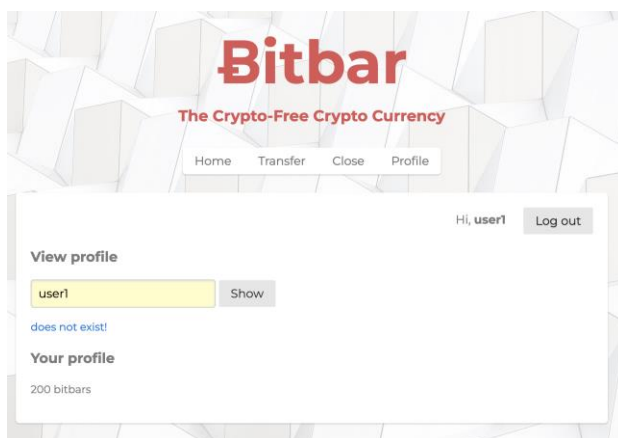 Ƀitbar
The Crypto-Free Crypto Currency
Home Transfer Close Profile
Hi, user1 Log out
View profile
user1 Show
does not exist!
Your profile
200 bitbars